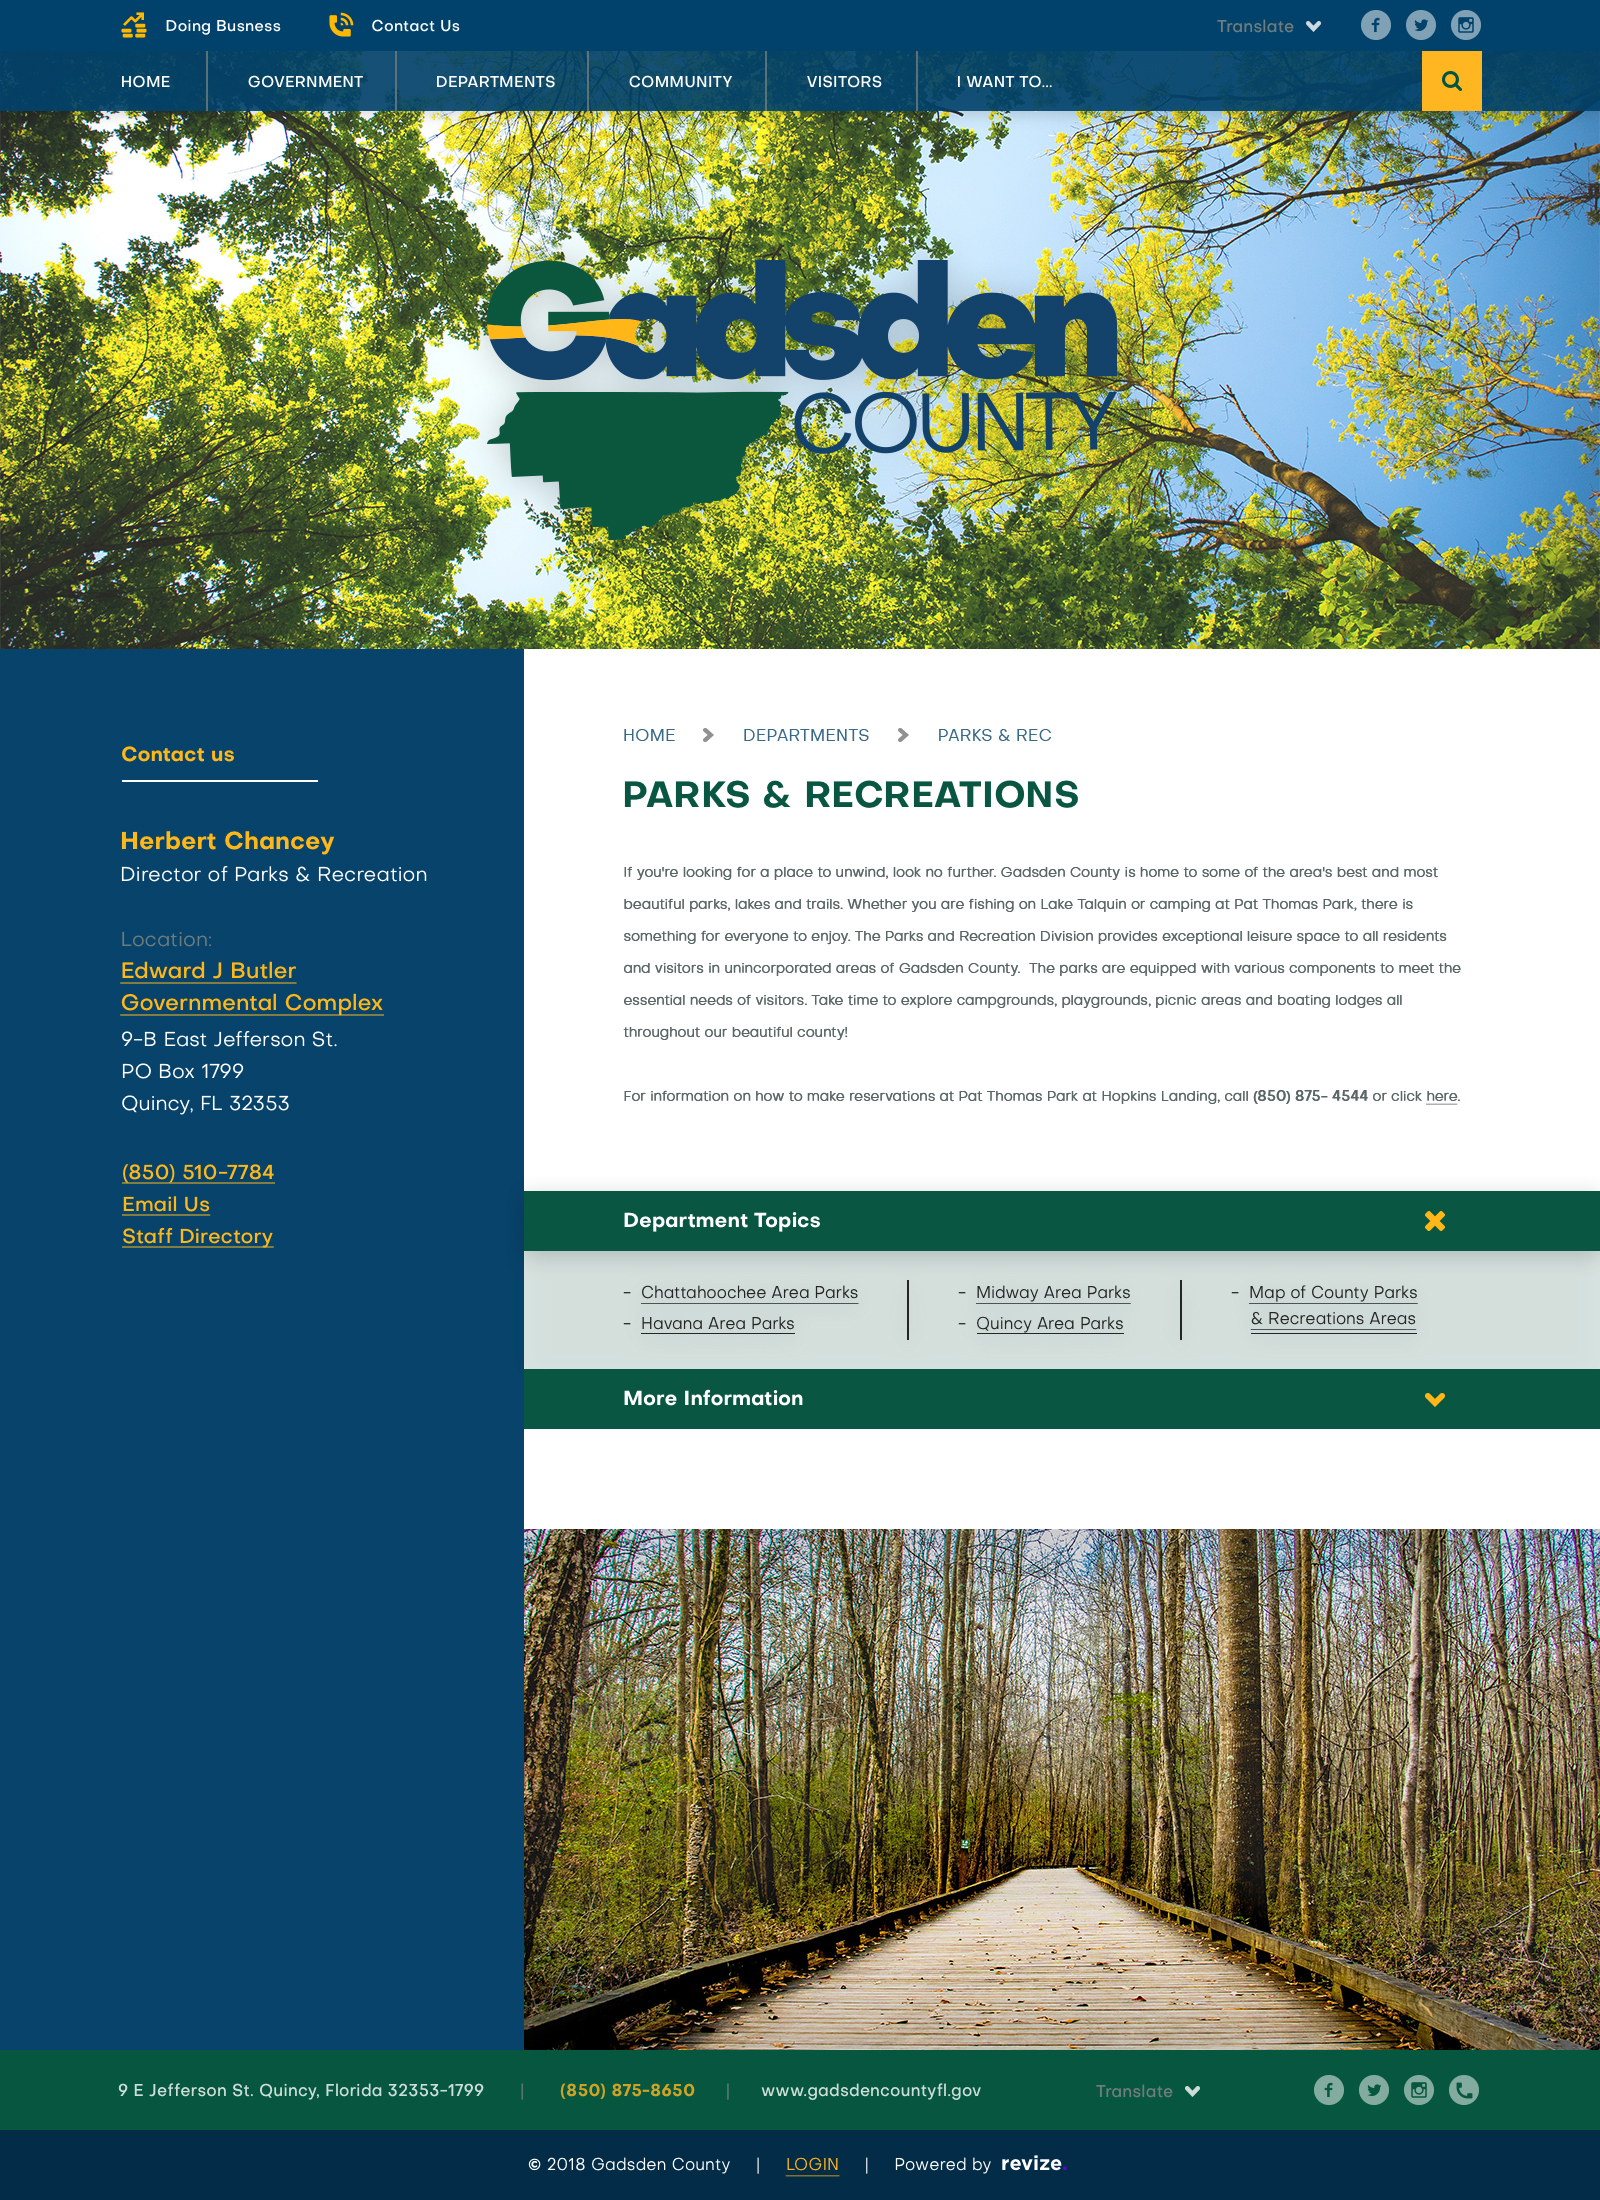 Doing Busness
Contact Us
Translate
HOME
GOVERNMENT
DEPARTMENTS
COMMUNITY
VISITORS
I WANT TO...
Gadsden
COUNTY
Contact us
Herbert Chancey
Director of Parks & Recreation
Location:
Edward J Butler
Governmental Complex
9-B East Jefferson St.
PO Box 1799
Quincy, FL 32353
(850) 510-7784
Email Us
Staff Directory
HOME
DEPARTMENTS
PARKS & REC
PARKS & RECREATIONS
If you're looking for a place to unwind, look no further. Gadsden County is home to some of the area's best and most
beautiful parks, lakes and trails. Whether you are fishing on Lake Talquin or camping at Pat Thomas Park, there is
something for everyone to enjoy. The Parks and Recreation Division provides exceptional leisure space to all residents
and visitors in unincorporated areas of Gadsden County. The parks are equipped with various components to meet the
essential needs of visitors. Take time to explore campgrounds, playgrounds, picnic areas and boating lodges all
throughout our beautiful county!
For information on how to make reservations at Pat Thomas Park at Hopkins Landing, call (850) 875- 4544 or click here.
Department Topics
- Chattahoochee Area Parks
- Havana Area Parks
- Midway Area Parks
- Quincy Area Parks
- Map of County Parks
& Recreations Areas
More Information
9 E Jefferson St. Quincy, Florida 32353-1799 | (850) 875-8650 | www.gadsdencountyfl.gov
Translate
© 2018 Gadsden County | LOGIN | Powered by revize.